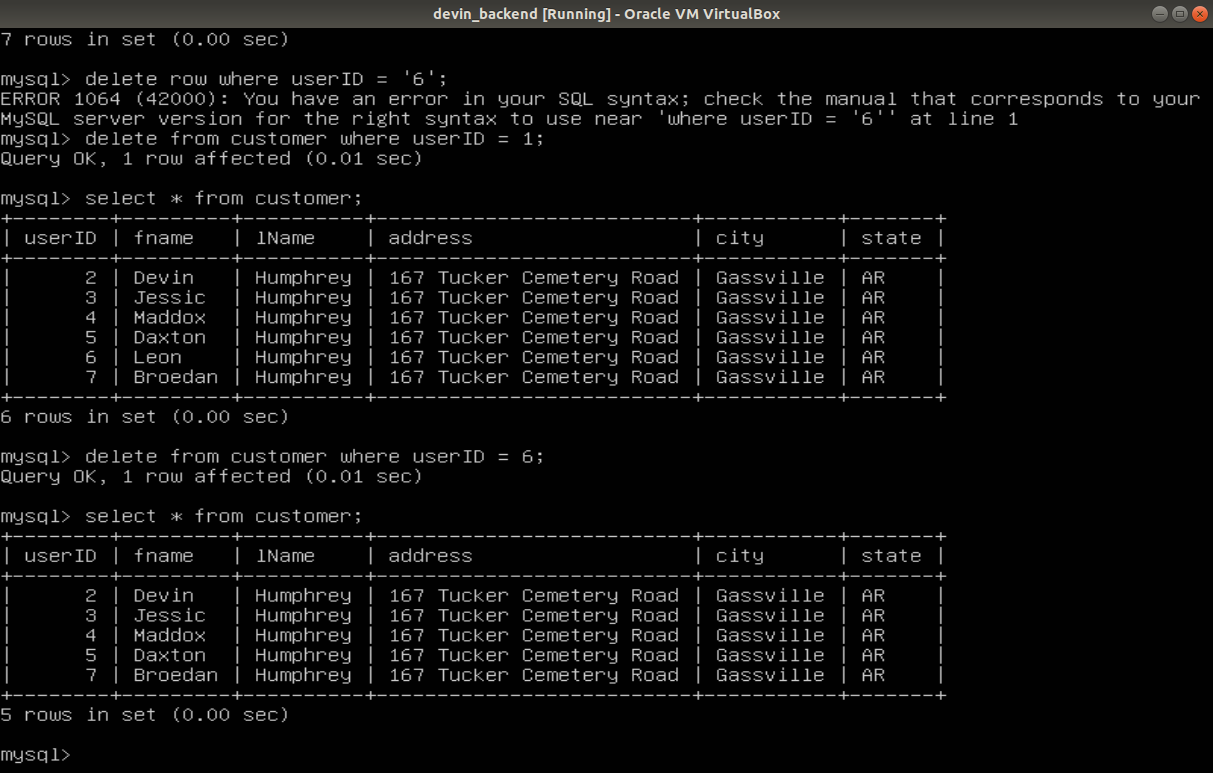 devin_backend [Running] - Oracle VM VirtualBox
7 rows in set (0.00 sec)
mysql> delete row where userID = '6';
ERROR 1064 (42000): You have an error in your SQL syntax; check the manual that corresponds to your
MySQL server version for the right syntax to use near 'where userID = '6'' at line 1
mysql> delete from customer where userID = 1;
Query OK, 1 row affected (0.01 sec)
mysql> select * from customer;
+--------+---------+----------+--------------------------+-----------+-------+
| userID | fname   | lName    | address                  | city      | state |
+--------+---------+----------+--------------------------+-----------+-------+
|      2 | Devin   | Humphrey | 167 Tucker Cemetery Road | Gassville | AR    |
|      3 | Jessic  | Humphrey | 167 Tucker Cemetery Road | Gassville | AR    |
|      4 | Maddox  | Humphrey | 167 Tucker Cemetery Road | Gassville | AR    |
|      5 | Daxton  | Humphrey | 167 Tucker Cemetery Road | Gassville | AR    |
|      6 | Leon    | Humphrey | 167 Tucker Cemetery Road | Gassville | AR    |
|      7 | Broedan | Humphrey | 167 Tucker Cemetery Road | Gassville | AR    |
+--------+---------+----------+--------------------------+-----------+-------+
6 rows in set (0.00 sec)
mysql> delete from customer where userID = 6;
Query OK, 1 row affected (0.01 sec)
mysql> select * from customer;
+--------+---------+----------+--------------------------+-----------+-------+
| userID | fname   | lName    | address                  | city      | state |
+--------+---------+----------+--------------------------+-----------+-------+
|      2 | Devin   | Humphrey | 167 Tucker Cemetery Road | Gassville | AR    |
|      3 | Jessic  | Humphrey | 167 Tucker Cemetery Road | Gassville | AR    |
|      4 | Maddox  | Humphrey | 167 Tucker Cemetery Road | Gassville | AR    |
|      5 | Daxton  | Humphrey | 167 Tucker Cemetery Road | Gassville | AR    |
|      7 | Broedan | Humphrey | 167 Tucker Cemetery Road | Gassville | AR    |
+--------+---------+----------+--------------------------+-----------+-------+
5 rows in set (0.00 sec)
mysql>